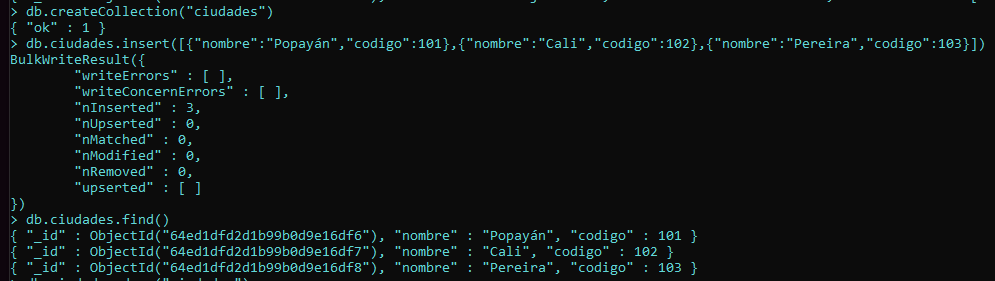 > db.createCollection("ciudades")
{ "ok" : 1 }
> db.ciudades.insert([{"nombre":"Popayán","codigo":101},{"nombre":"Cali","codigo":102},{"nombre":"Pereira","codigo":103}])
BulkWriteResult({
        "writeErrors" : [ ],
        "writeConcernErrors" : [ ],
        "nInserted" : 3,
        "nUpserted" : 0,
        "nMatched" : 0,
        "nModified" : 0,
        "nRemoved" : 0,
        "upserted" : [ ]
})
> db.ciudades.find()
{ "_id" : ObjectId("64ed1dfd2d1b99b0d9e16df6"), "nombre" : "Popayán", "codigo" : 101 }
{ "_id" : ObjectId("64ed1dfd2d1b99b0d9e16df7"), "nombre" : "Cali", "codigo" : 102 }
{ "_id" : ObjectId("64ed1dfd2d1b99b0d9e16df8"), "nombre" : "Pereira", "codigo" : 103 }